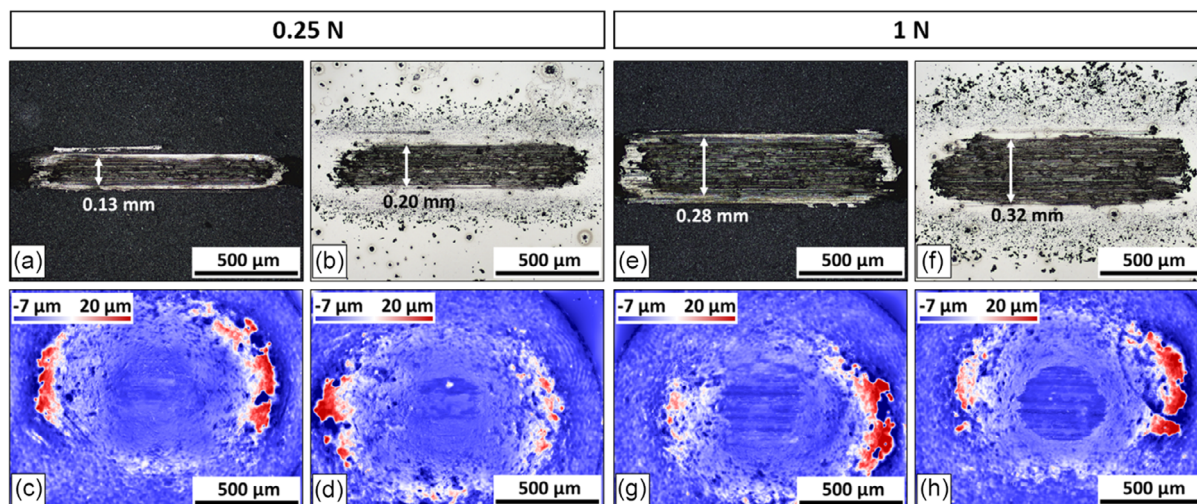 0.25 N
1 N
0.13 mm
(a)
500 µm
0.20 mm
(b)
500 µm
0.28 mm
(e)
500 µm
0.32 mm
(f)
500 µm
-7 µm 20 µm
(c)
500 µm
-7 µm 20 µm
(d)
500 µm
-7 µm 20 µm
(g)
500 µm
-7 µm 20 µm
(h)
500 µm